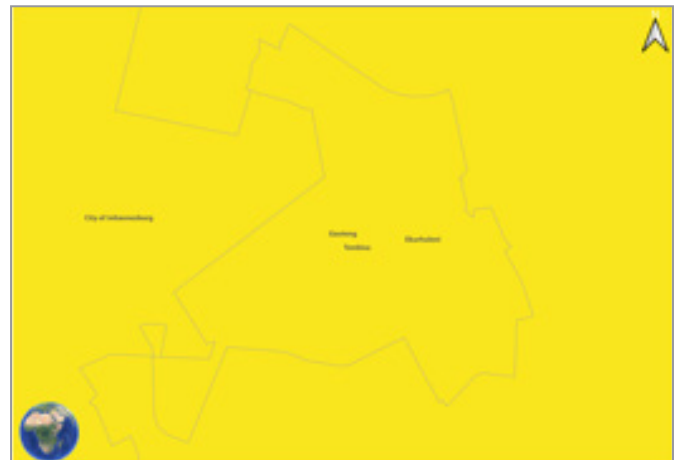 N
City of Johannesburg
Gauteng
Tembisa
Ekurhuleni